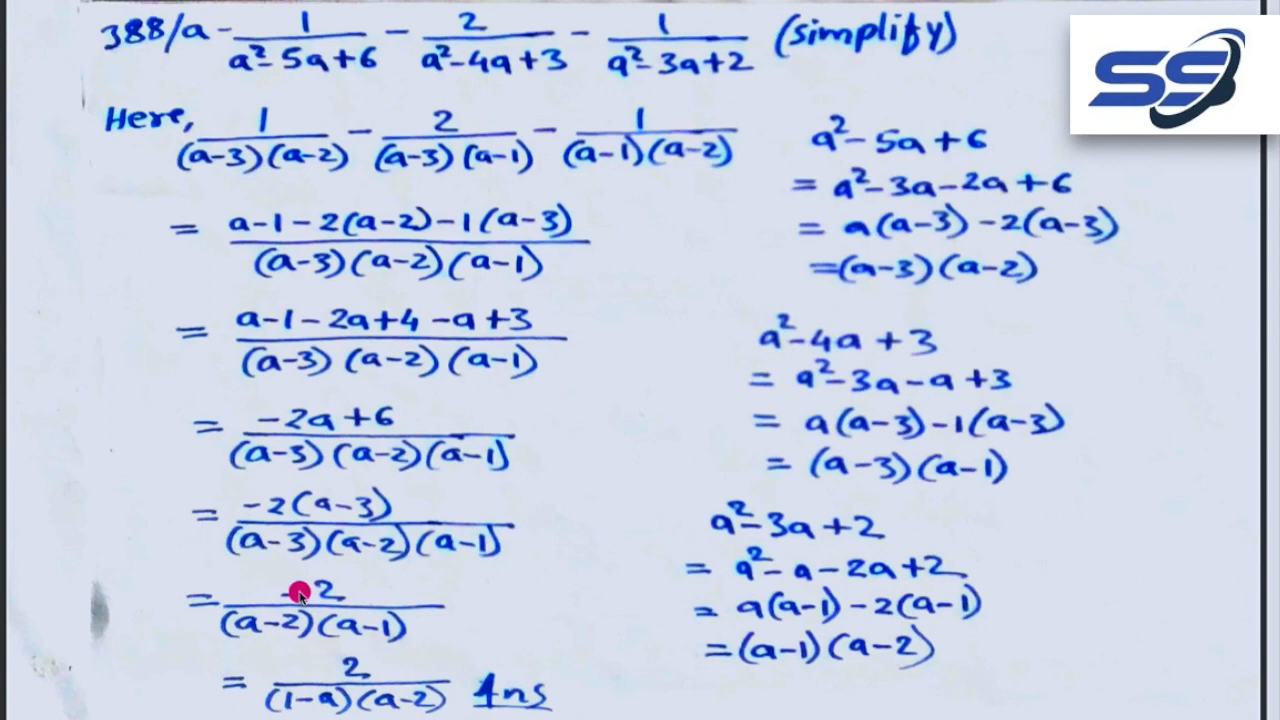 388/a - 1/(a²-5a+6) - 2/(a²-4a+3) - 1/(a²-3a+2) (simplify)
SS
Here, 1/((a-3)(a-2)) - 2/((a-3)(a-1)) - 1/((a-1)(a-2))
= (a-1-2(a-2)-1(a-3))/((a-3)(a-2)(a-1))
= (a-1-2a+4-a+3)/((a-3)(a-2)(a-1))
= (-2a+6)/((a-3)(a-2)(a-1))
= (-2(a-3))/((a-3)(a-2)(a-1))
= -2/((a-2)(a-1))
= 2/((1-a)(a-2)) Ans
a²-5a+6
= a²-3a-2a+6
= a(a-3)-2(a-3)
=(a-3)(a-2)
a²-4a+3
= a²-3a-a+3
= a(a-3)-1(a-3)
= (a-3)(a-1)
a²-3a+2
= a²-a-2a+2
= a(a-1)-2(a-1)
=(a-1)(a-2)